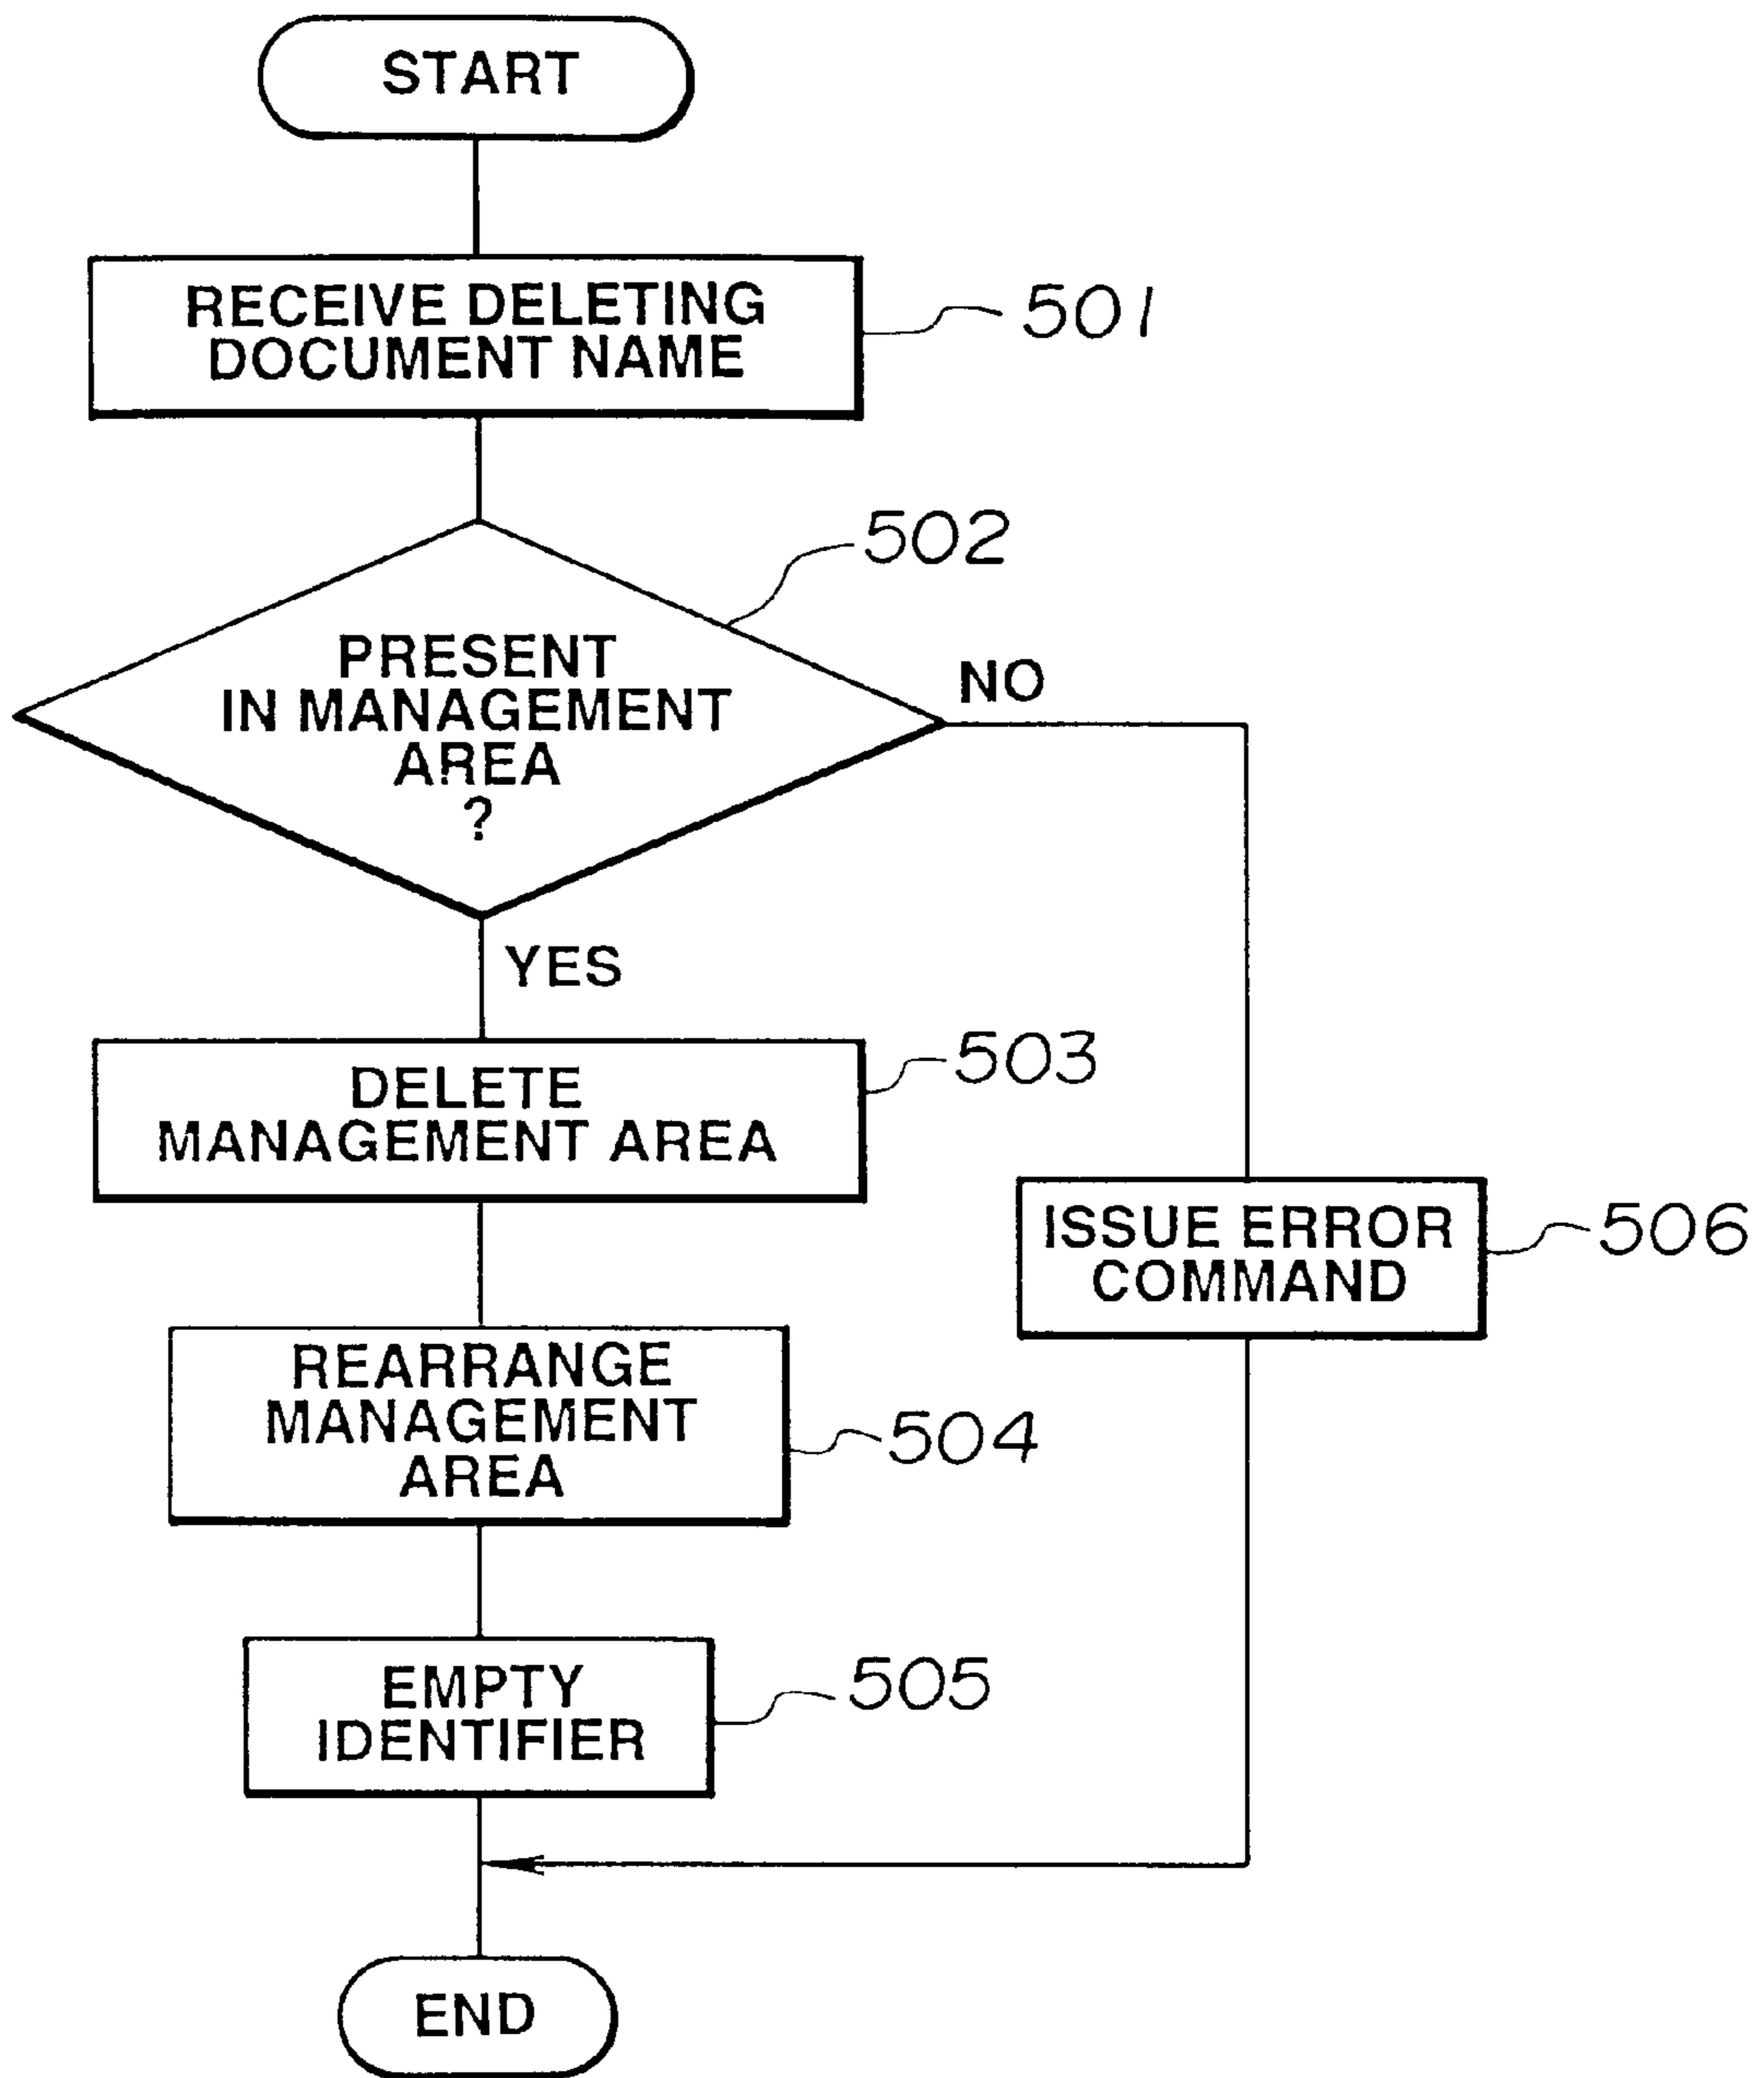 START
RECEIVE DELETING
DOCUMENT NAME
501
502
PRESENT
IN MANAGEMENT
AREA
?
NO
YES
503
DELETE
MANAGEMENT AREA
ISSUE ERROR
COMMAND
506
REARRANGE
MANAGEMENT
AREA
504
EMPTY
IDENTIFIER
505
END